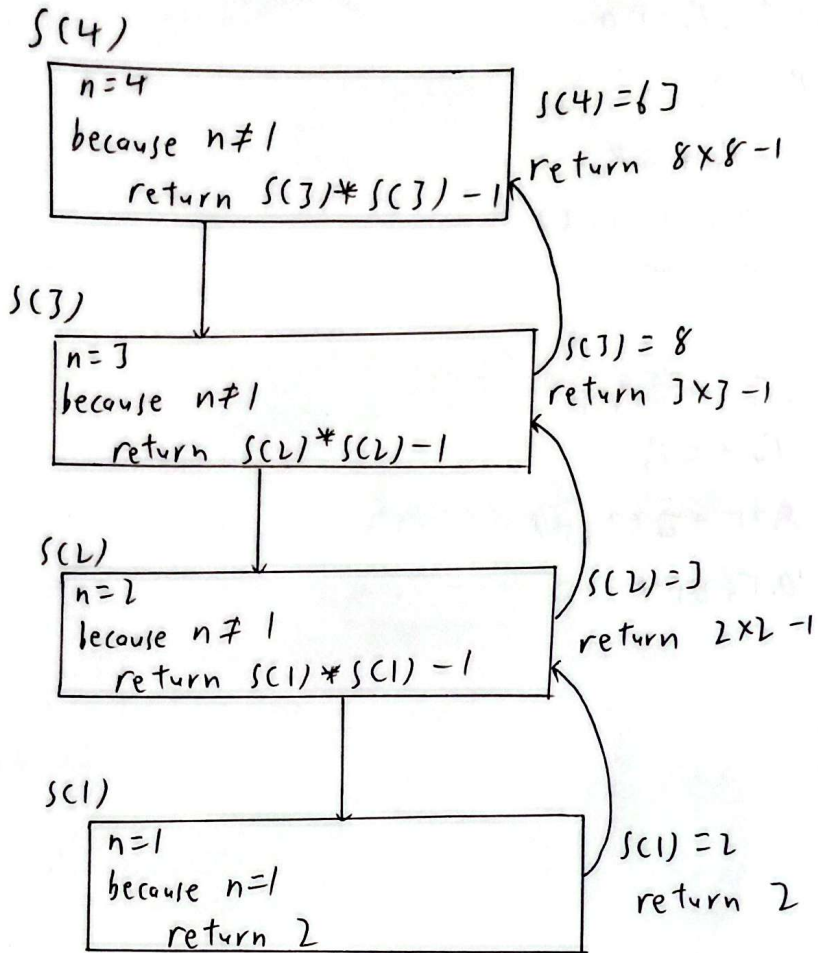 S(4)
n=4
because n≠1
return S(3)*S(3)-1
S(4)=63
return 8×8-1
S(3)
n=3
because n≠1
return S(2)*S(2)-1
S(3)=8
return 3×3-1
S(2)
n=2
because n≠1
return S(1)*S(1)-1
S(2)=3
return 2×2-1
S(1)
n=1
because n=1
return 2
S(1)=2
return 2